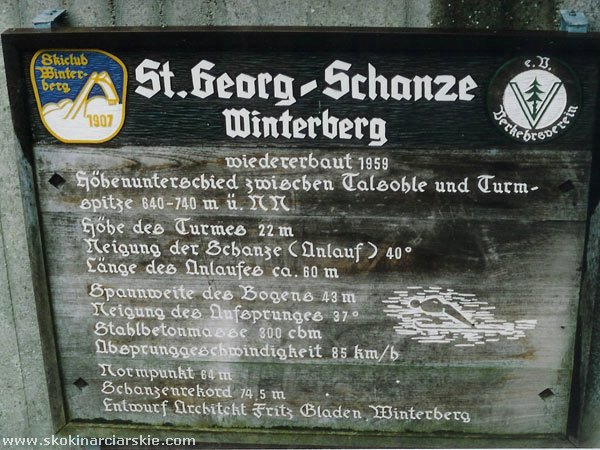 Skiclub
Winter-
berg
1907
St. Georg-Schanze
Winterberg
e.V.
Verkehrsverein
wiedererbaut 1959
Höhenunterschied zwischen Talsohle und Turm-
spitze 640-740 m ü. NN
Höhe des Turmes 22 m
Neigung der Schanze (Anlauf) 40°
Länge des Anlaufes ca. 60 m
Spannweite des Bogens 43 m
Neigung des Aufsprunges 37°
Stahlbetonmasse 300 cbm
Absprunggeschwindigkeit 85 km/h
Normpunkt 64 m
Schanzenrekord 74,5 m
Entwurf Architekt Fritz Gladen, Winterberg
www.skokinarciarskie.com